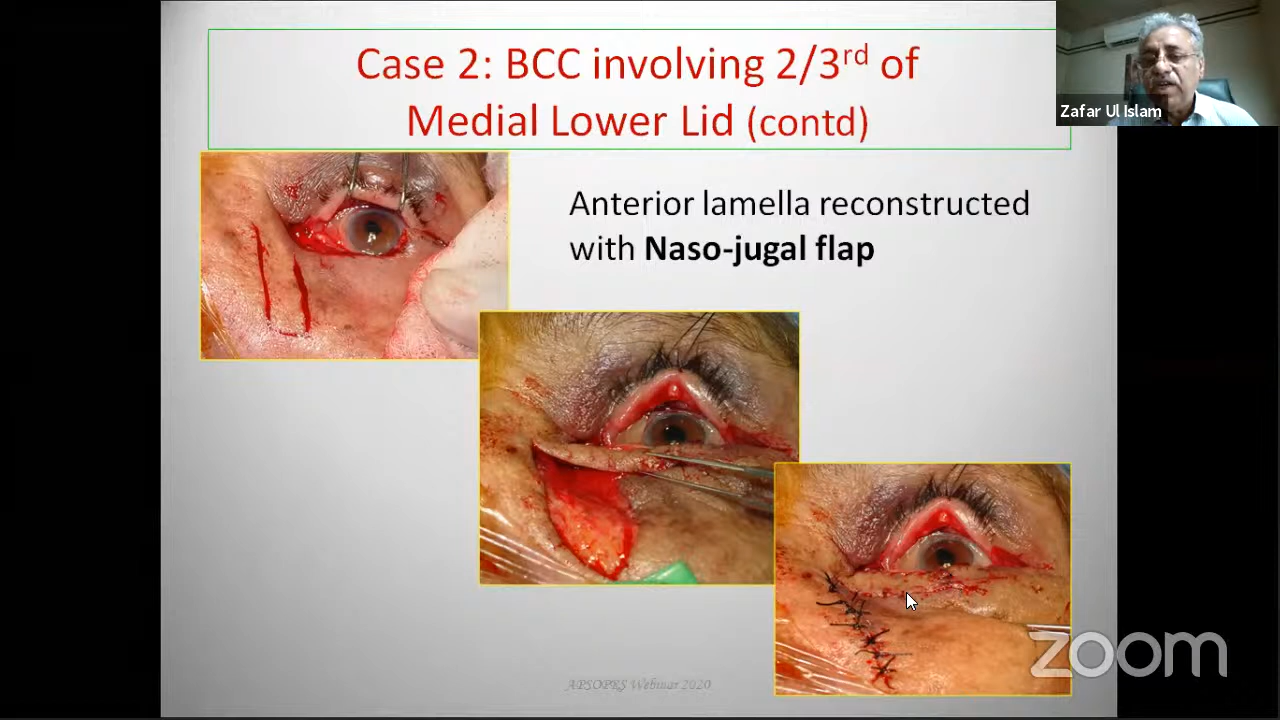 Case 2: BCC involving 2/3rd of
Medial Lower Lid (contd)
Zafar Ul Islam
Anterior lamella reconstructed
with Naso-jugal flap
zoom
APSOPRS Webinar 2020